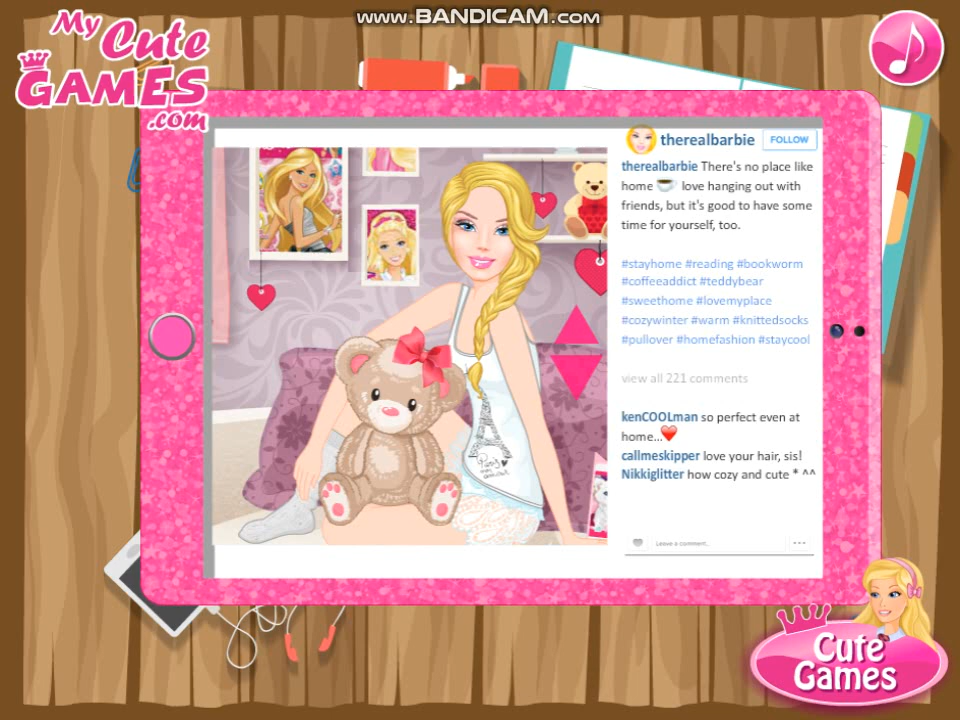 www.BANDICAM.com
My
Cute
GAMES
.com
therealbarbie
FOLLOW
therealbarbie There's no place like
home love hanging out with
friends, but it's good to have some
time for yourself, too.
#stayhome #reading #bookworm
#coffeeaddict #teddybear
#sweethome #lovemyplace
#cozywinter #warm #knittedsocks
#pullover #homefashion #staycool
view all 221 comments
kenCOOLman so perfect even at
home...
callmeskipper love your hair, sis!
Nikkiglitter how cozy and cute * ^^
Leave a comment..
Paris
Cute
Games